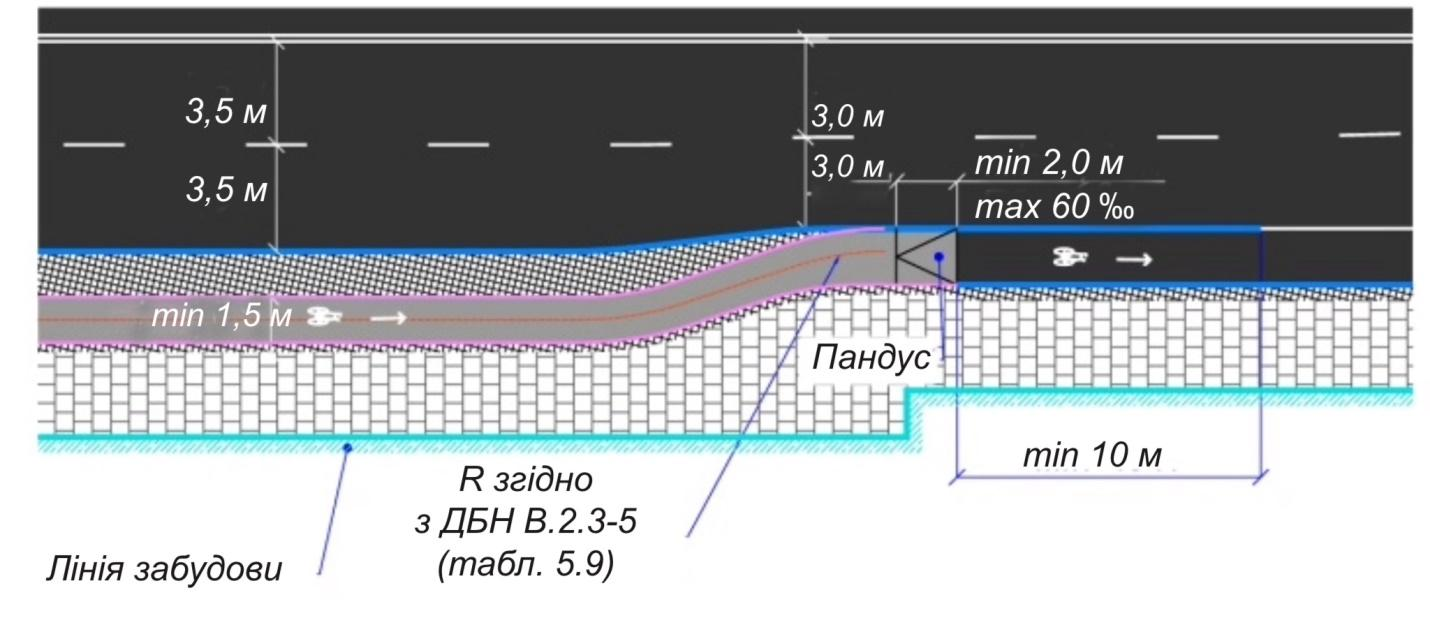 3,5 м
3,5 м
3,0 м
3,0 м
min 2,0 м
max 60 ‰
min 1,5 м
Пандус
min 10 м
R згідно
з ДБН В.2.3-5
(табл. 5.9)
Лінія забудови